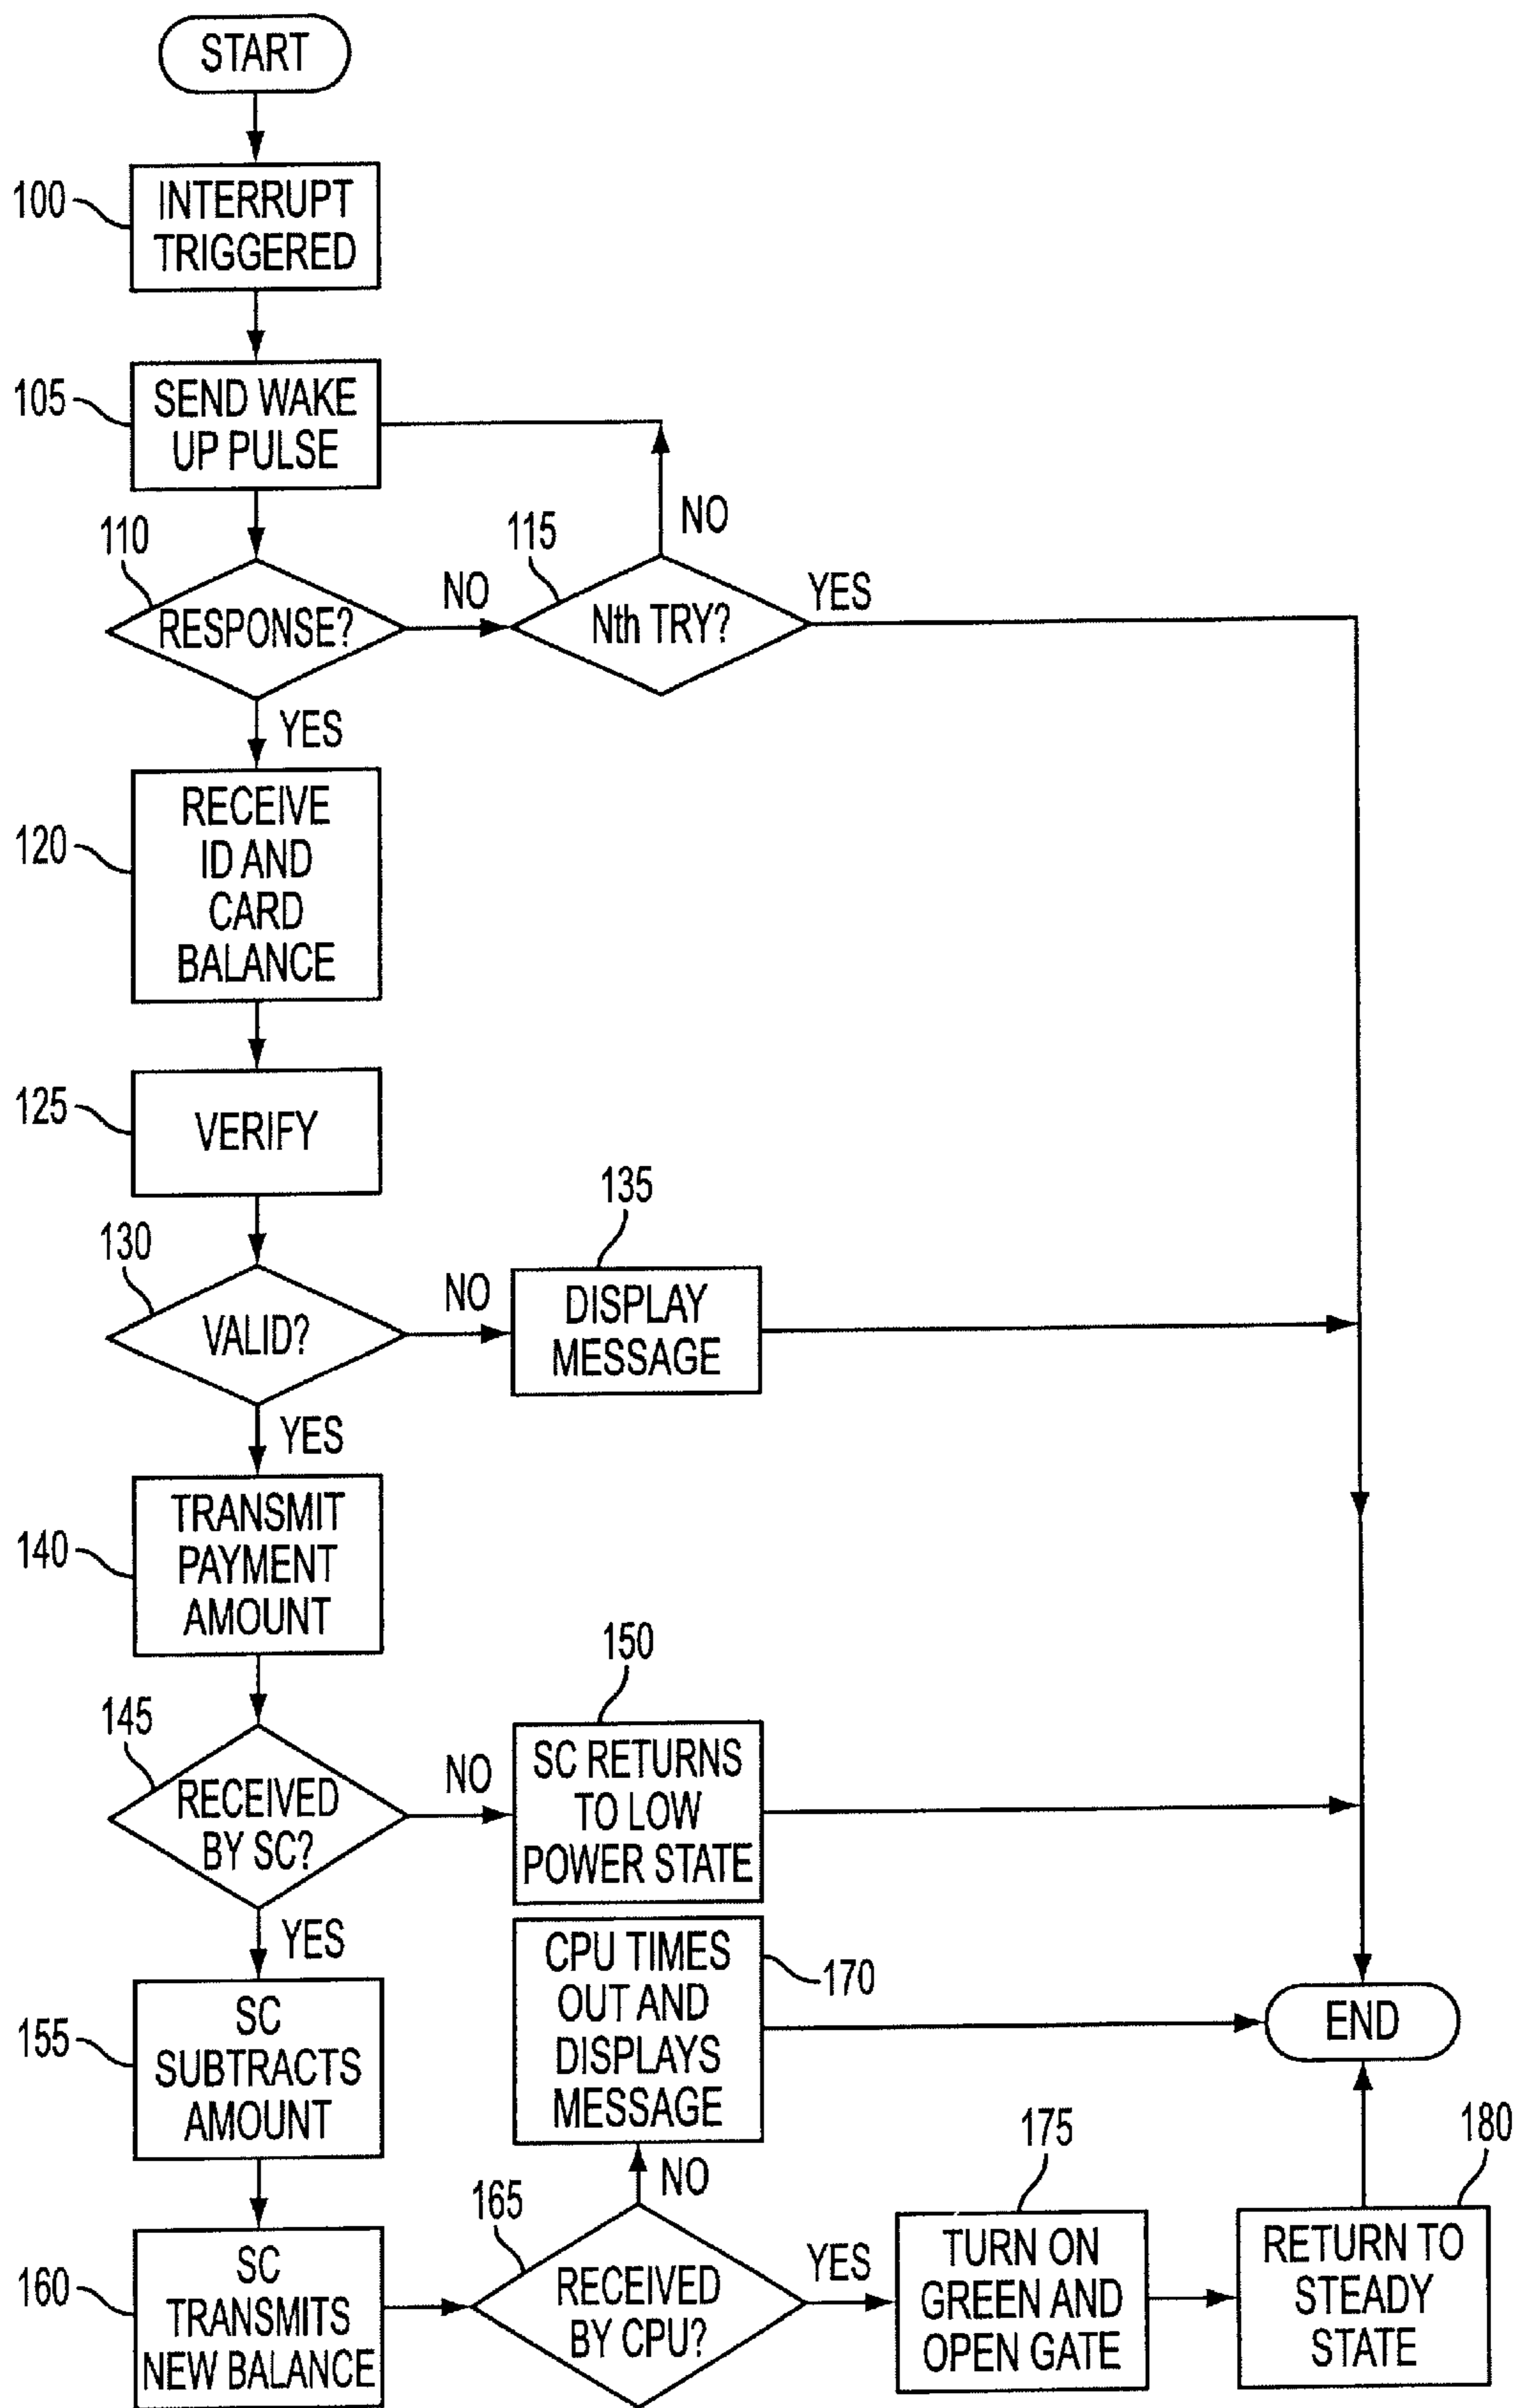 START
100
INTERRUPT
TRIGGERED
105
SEND WAKE
UP PULSE
NO
110
RESPONSE?
NO
115
Nth TRY?
YES
YES
120
RECEIVE
ID AND
CARD
BALANCE
125
VERIFY
130
VALID?
NO
135
DISPLAY
MESSAGE
YES
140
TRANSMIT
PAYMENT
AMOUNT
145
RECEIVED
BY SC?
NO
150
SC RETURNS
TO LOW
POWER STATE
YES
155
SC
SUBTRACTS
AMOUNT
CPU TIMES
OUT AND
DISPLAYS
MESSAGE
170
END
160
SC
TRANSMITS
NEW BALANCE
NO
165
RECEIVED
BY CPU?
YES
175
TURN ON
GREEN AND
OPEN GATE
180
RETURN TO
STEADY
STATE